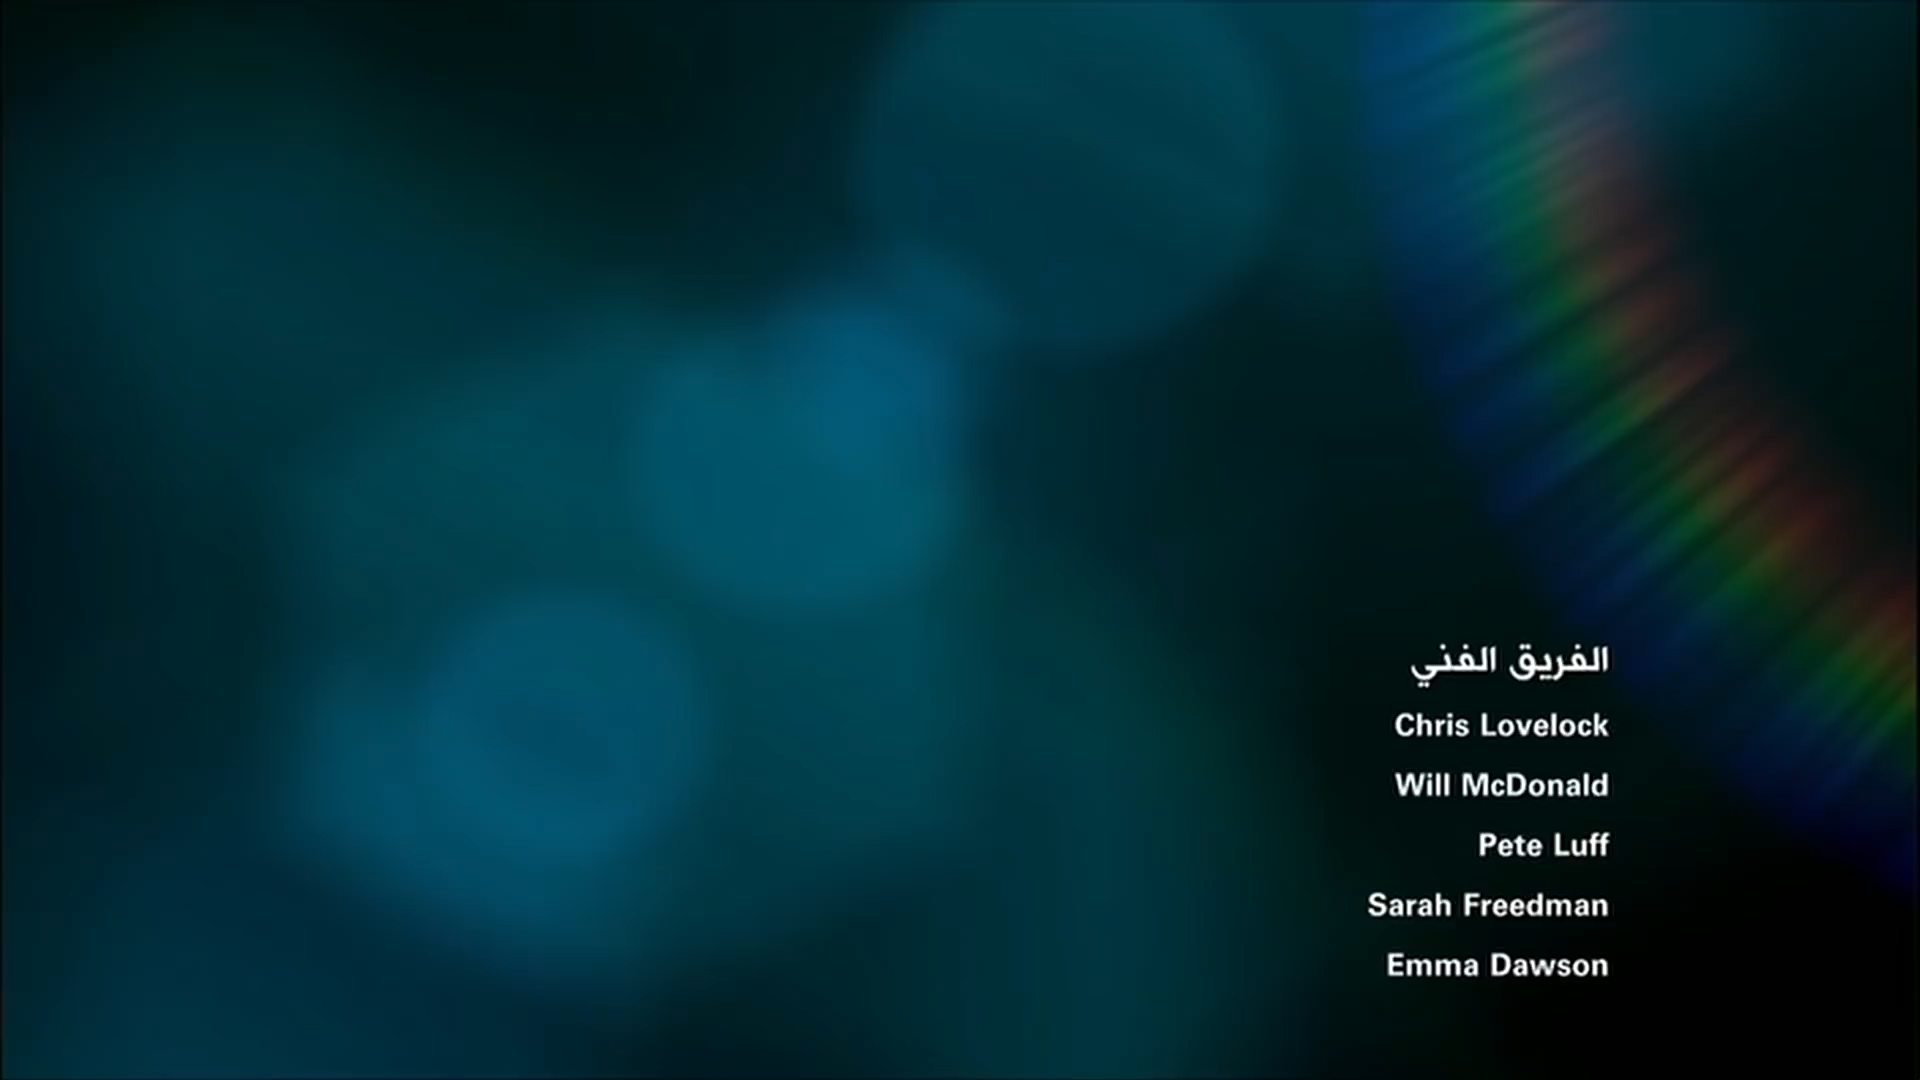 الفريق الفني
Chris Lovelock
Will McDonald
Pete Luff
Sarah Freedman
Emma Dawson